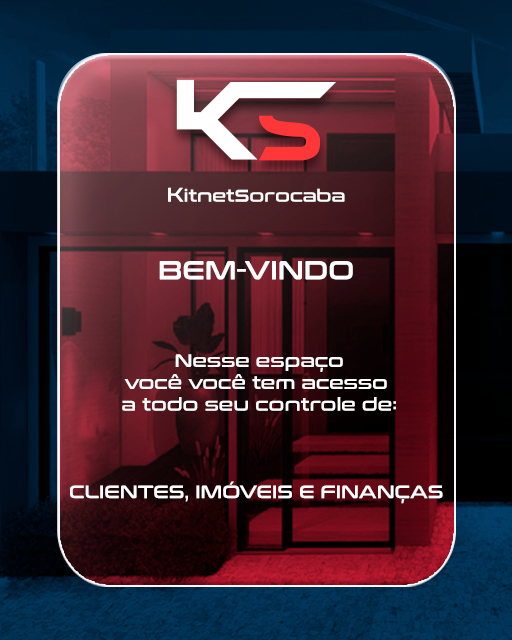 KS
KitnetSorocaba
BEM-VINDO
Nesse espaço
você você tem acesso
a todo seu controle de:
CLIENTES, IMÓVEIS E FINANÇAS